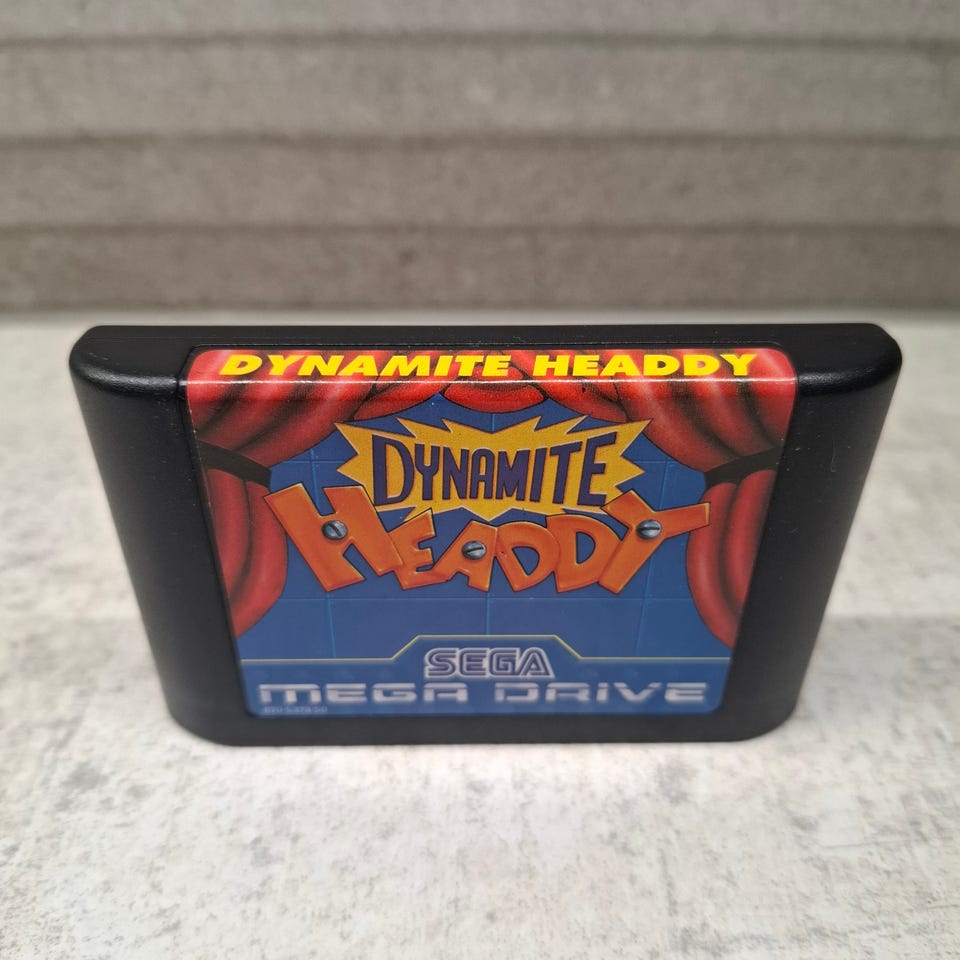 DYNAMITE HEADDY
DYNAMITE
HEADDY
SEGA
MEGA DRIVE